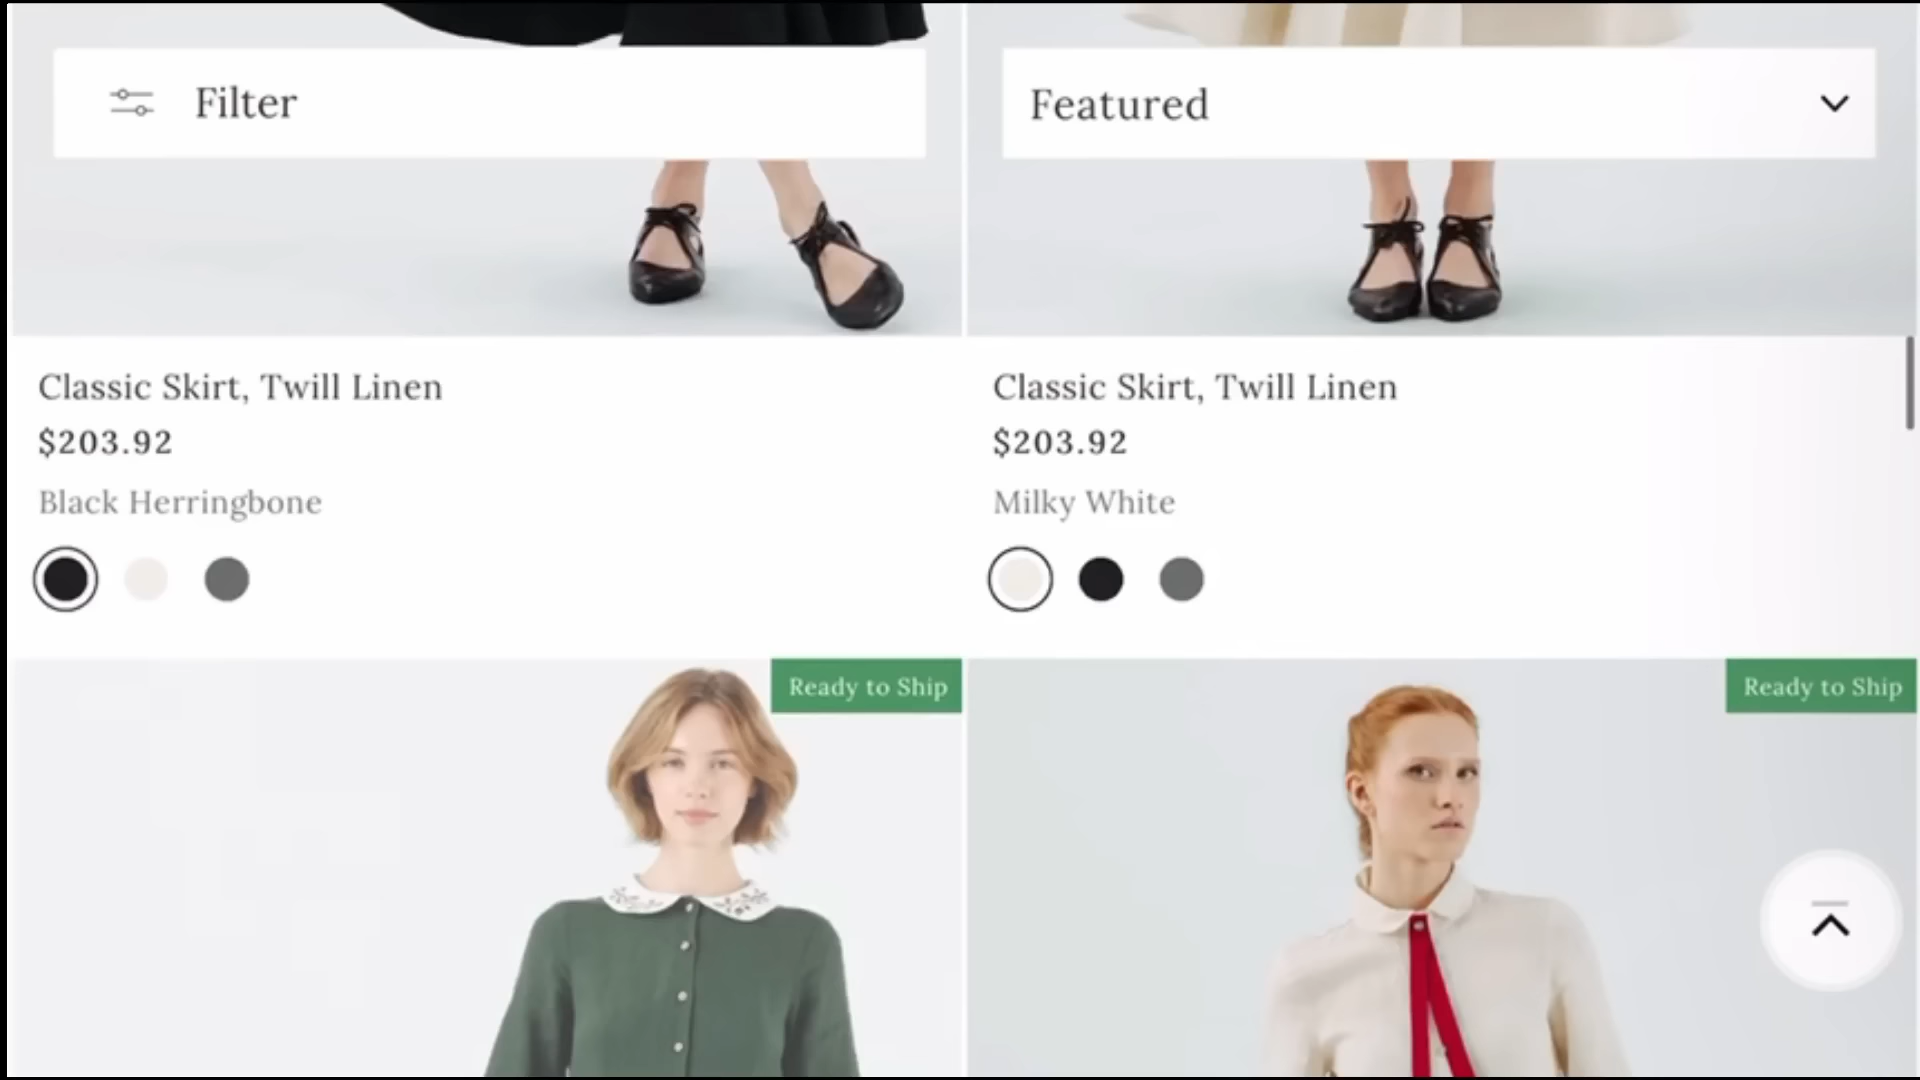 Filter
Featured
Classic Skirt, Twill Linen
$203.92
Black Herringbone
Classic Skirt, Twill Linen
$203.92
Milky White
Ready to Ship
Ready to Ship